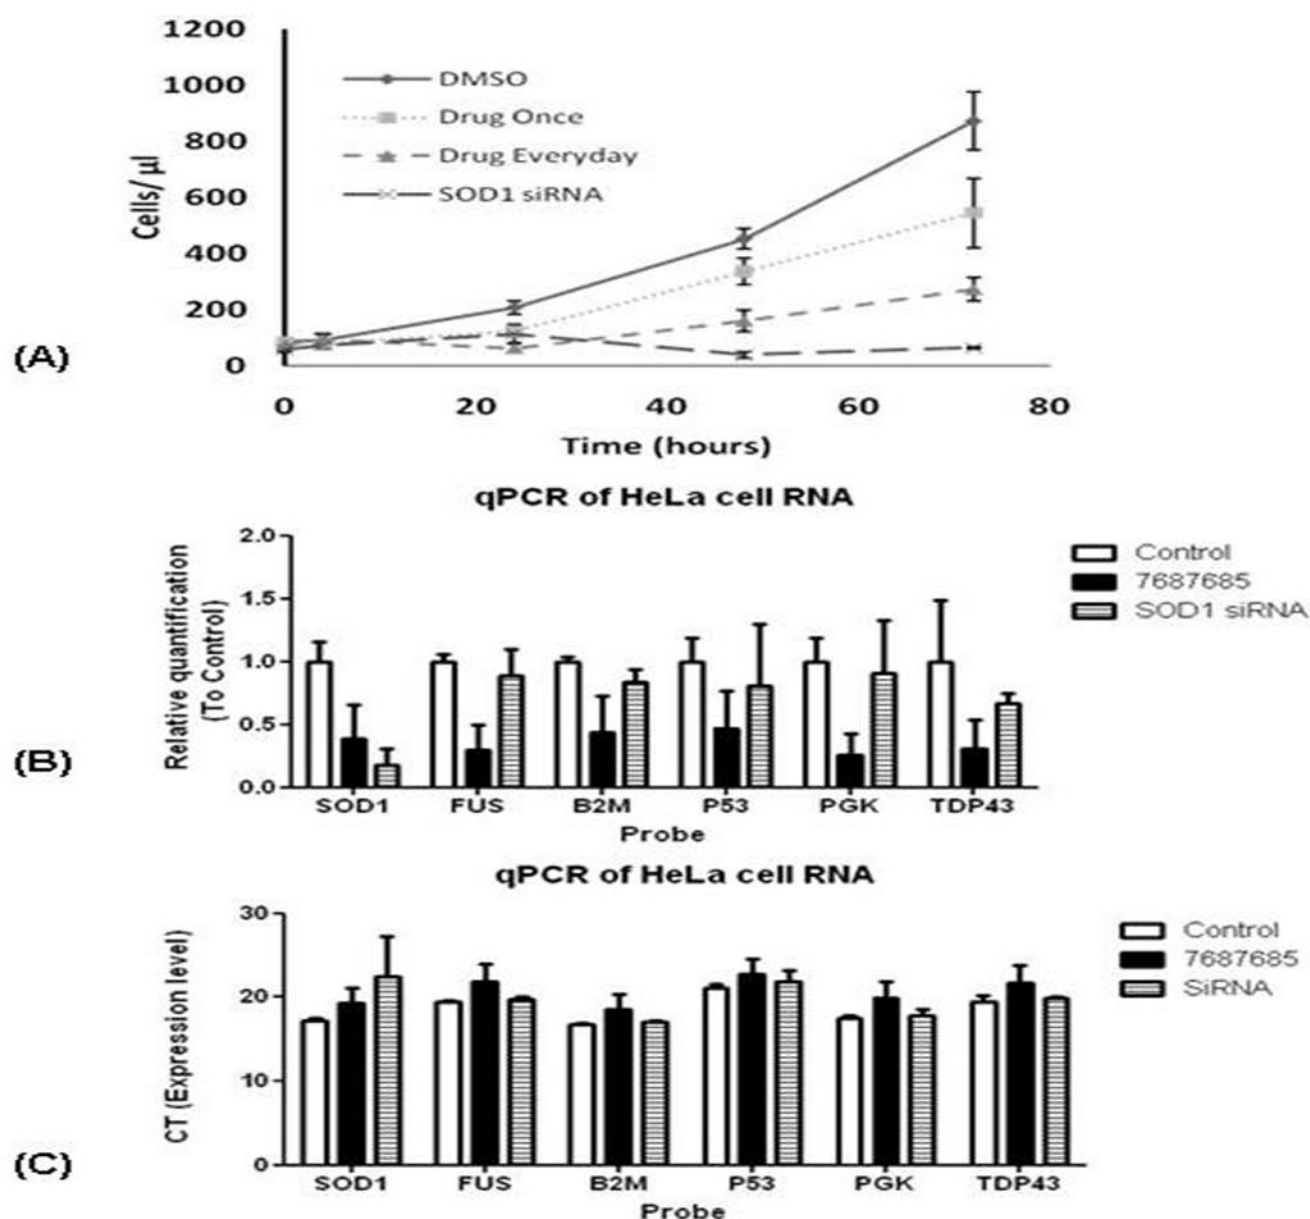 1200
1000
800
600
400
200
0
Cells/ µl
DMSO
Drug Once
Drug Everyday
SOD1 siRNA
(A)
0 20 40 60 80
Time (hours)
qPCR of HeLa cell RNA
2.0
1.5
1.0
0.5
0.0
Relative quantification
(To Control)
Control
7687685
SOD1 siRNA
(B)
SOD1 FUS B2M P53 PGK TDP43
Probe
qPCR of HeLa cell RNA
30
20
10
0
CT (Expression level)
Control
7687685
SiRNA
(C)
SOD1 FUS B2M P53 PGK TDP43
Probe